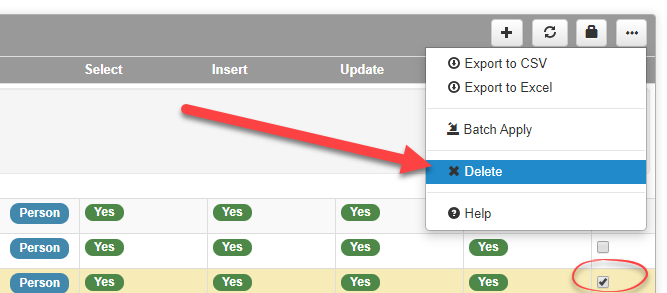 Select Insert Update
Export to CSV
Export to Excel
Batch Apply
Delete
Help
Person Yes Yes Yes
Person Yes Yes Yes Yes
Person Yes Yes Yes Yes